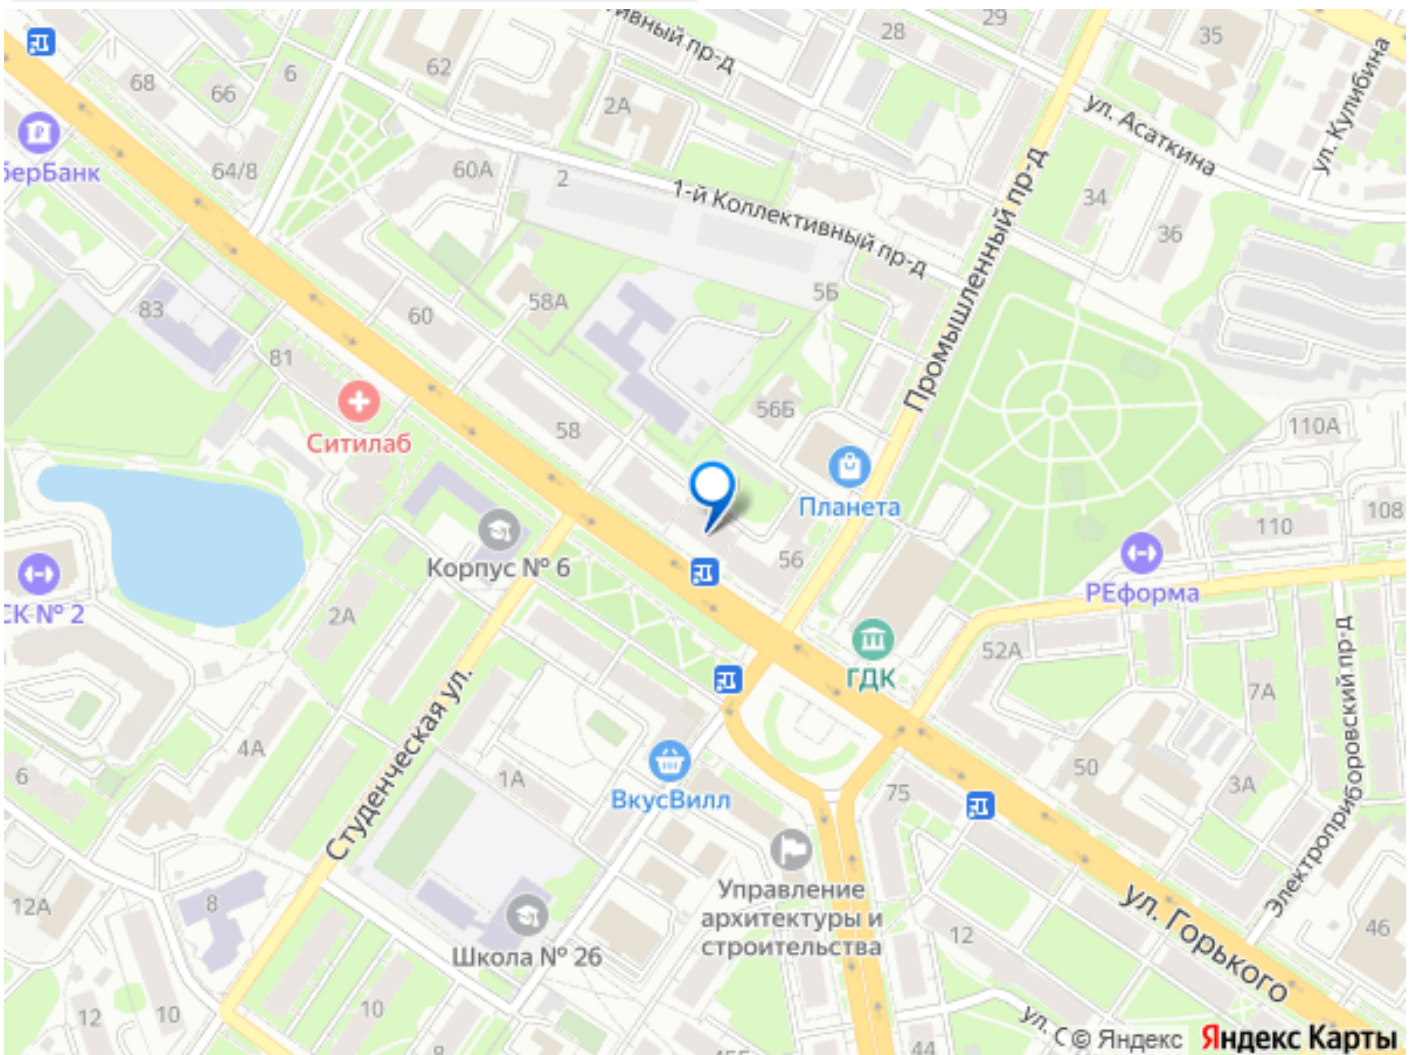 29
28
35
ивный пр-д
62
6
68
66
2А
ул. Асаткина
ул. Кулибина
берБанк
64/8
60А
2
1-й Коллективный пр-д
34
36
Промышленный пр-д
5Б
58А
83
60
81
56Б
110А
Ситилаб
58
Планета
108
110
56
Корпус № 6
РЕформа
СК № 2
2А
52А
ГДК
7А
Студенческая ул.
4А
6
1А
50
3А
75
ВкусВилл
Электроприборовский пр-д
Управление
архитектуры и
строительства
ул. Горького
8
12А
12
46
Школа № 26
10
10
12
8
ул. С
44
© Яндекс
Яндекс Карты